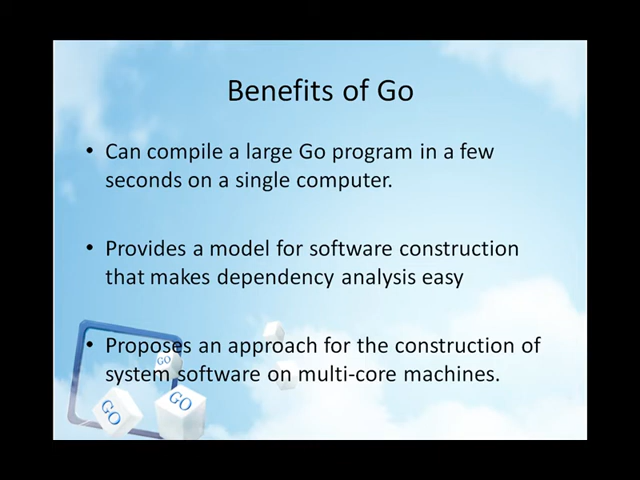 Benefits of Go
• Can compile a large Go program in a few
seconds on a single computer.
• Provides a model for software construction
that makes dependency analysis easy
• Proposes an approach for the construction of
system software on multi-core machines.
GO
GO
GO